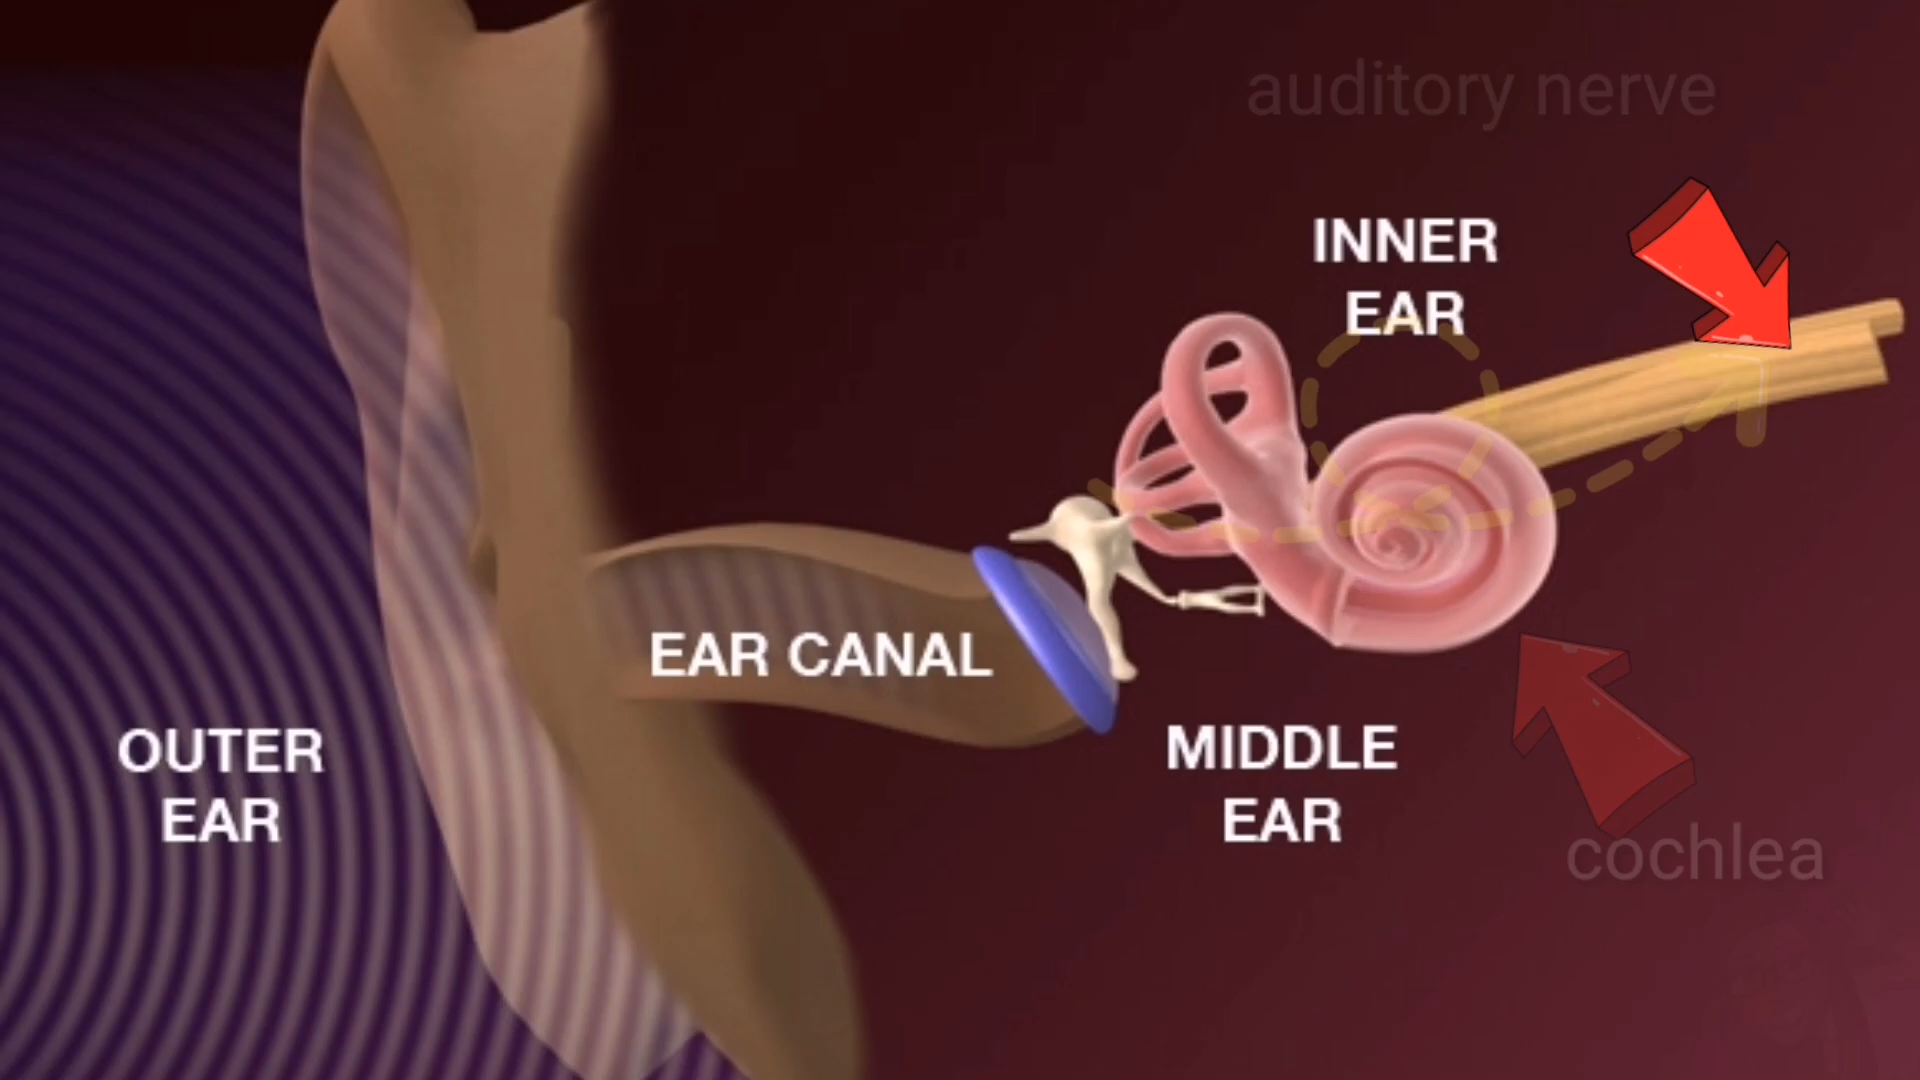 auditory nerve
INNER
EAR
EAR CANAL
OUTER
EAR
MIDDLE
EAR
cochlea